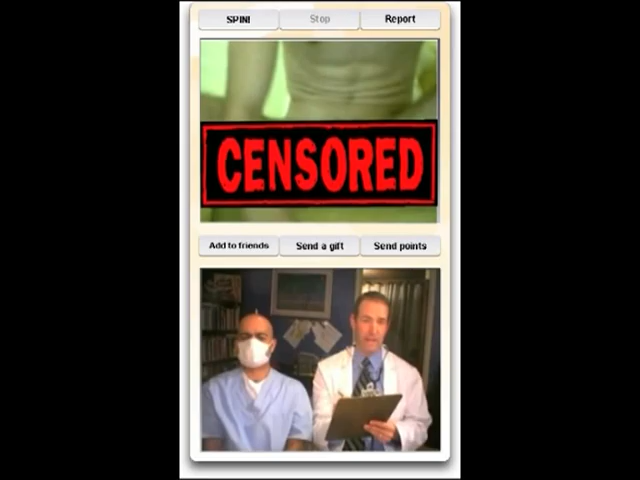 SPIN! Stop Report
CENSORED
Add to friends Send a gift Send points